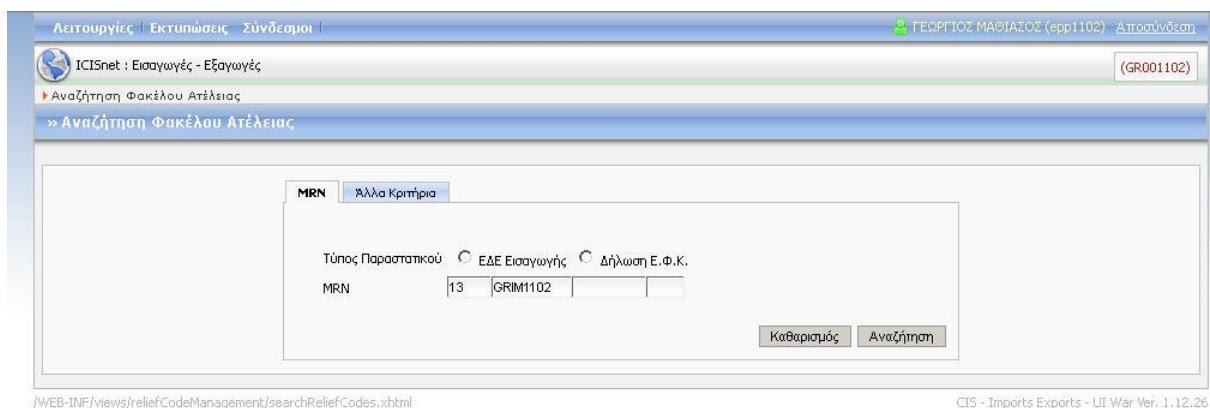 Λειτουργίες | Εκτυπώσεις Σύνδεσμοι | ΓΕΩΡΓΙΟΣ ΜΑΘΙΑΣΟΣ (epp1102) Αποσύνδεση
ICISnet : Εισαγωγές - Εξαγωγές (GR001102)
Αναζήτηση Φακέλου Ατέλειας
» Αναζήτηση Φακέλου Ατέλειας
MRN Άλλα Κριτήρια
Τύπος Παραστατικού ΕΔΕ Εισαγωγής Δήλωση Ε.Φ.Κ.
MRN 13 GRIM1102
Καθαρισμός Αναζήτηση
/WEB-INF/views/reliefCodeManagement/searchReliefCodes.xhtml CIS - Imports Exports - UI War Ver. 1.12.26